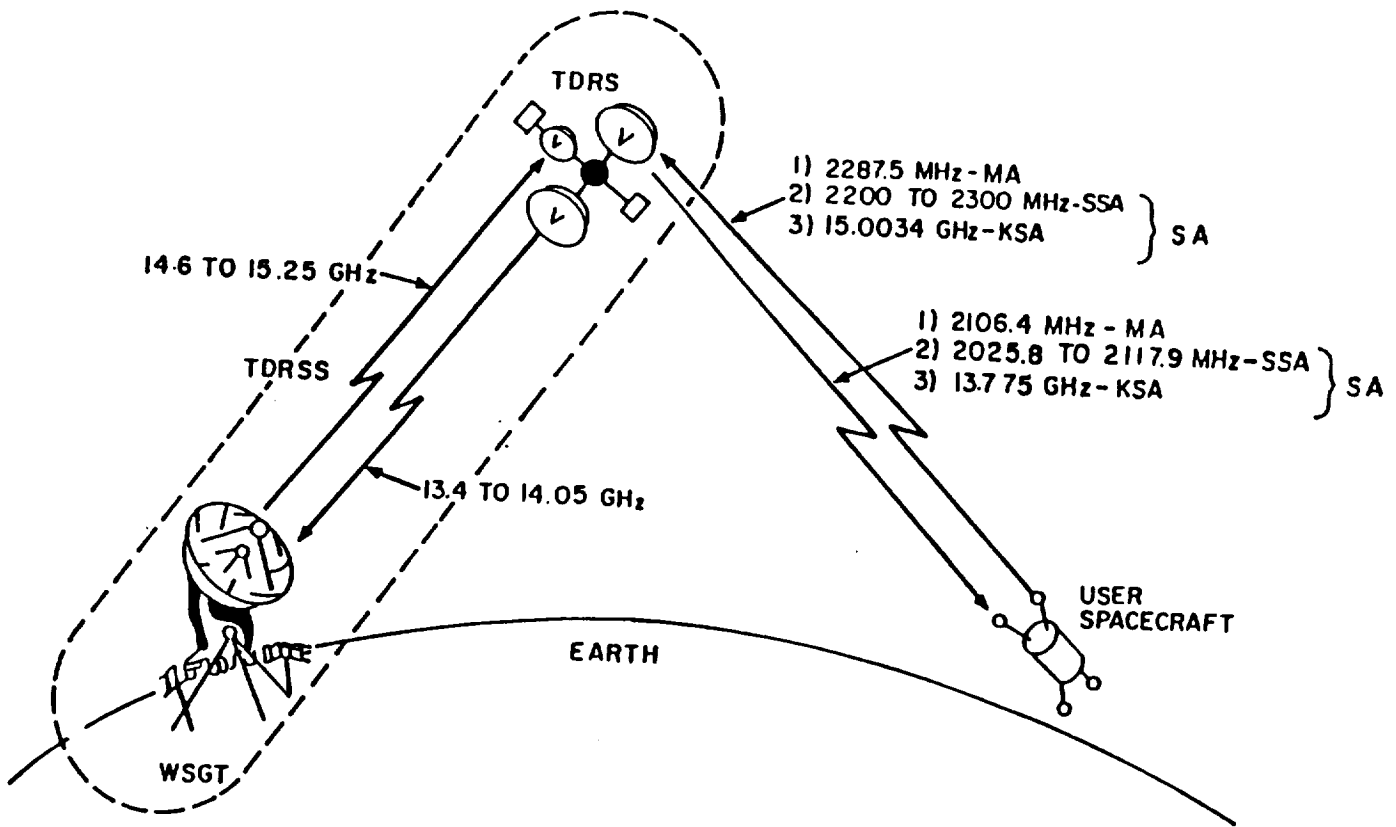 TDRS
1) 2287.5 MHz-MA
2) 2200 TO 2300 MHz-SSA
3) 15.0034 GHz-KSA
} SA
14.6 TO 15.25 GHz
1) 2106.4 MHz-MA
2) 2025.8 TO 2117.9 MHz-SSA
3) 13.775 GHz-KSA
} SA
TDRSS
13.4 TO 14.05 GHz
USER
SPACECRAFT
EARTH
WSGT